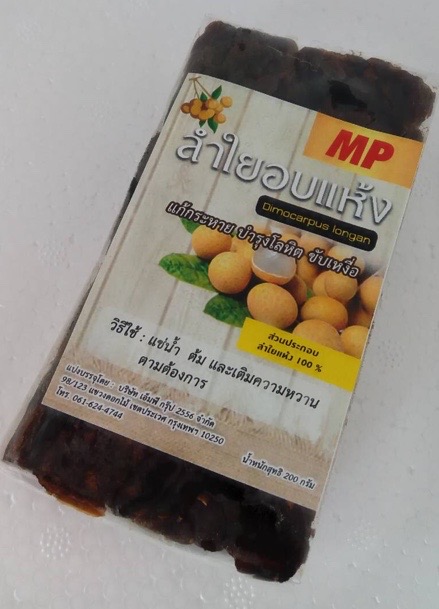 MP
ลำใยอบแห้ง
Dimocarpus longan
แก้กระหาย บำรุงโลหิต ขับเหงื่อ
ส่วนประกอบ
ลำใยแห้ง 100 %
วิธีใช้ : แช่น้ำ ต้ม และเติมความหวาน
ตามต้องการ
แบ่งบรรจุโดย : บริษัท เอ็มพี กรุ๊ป 2556 จำกัด
98/123 แขวงดอกไม้ เขตประเวศ กรุงเทพฯ 10250
โทร. 061-624-4744
น้ำหนักสุทธิ 200 กรัม